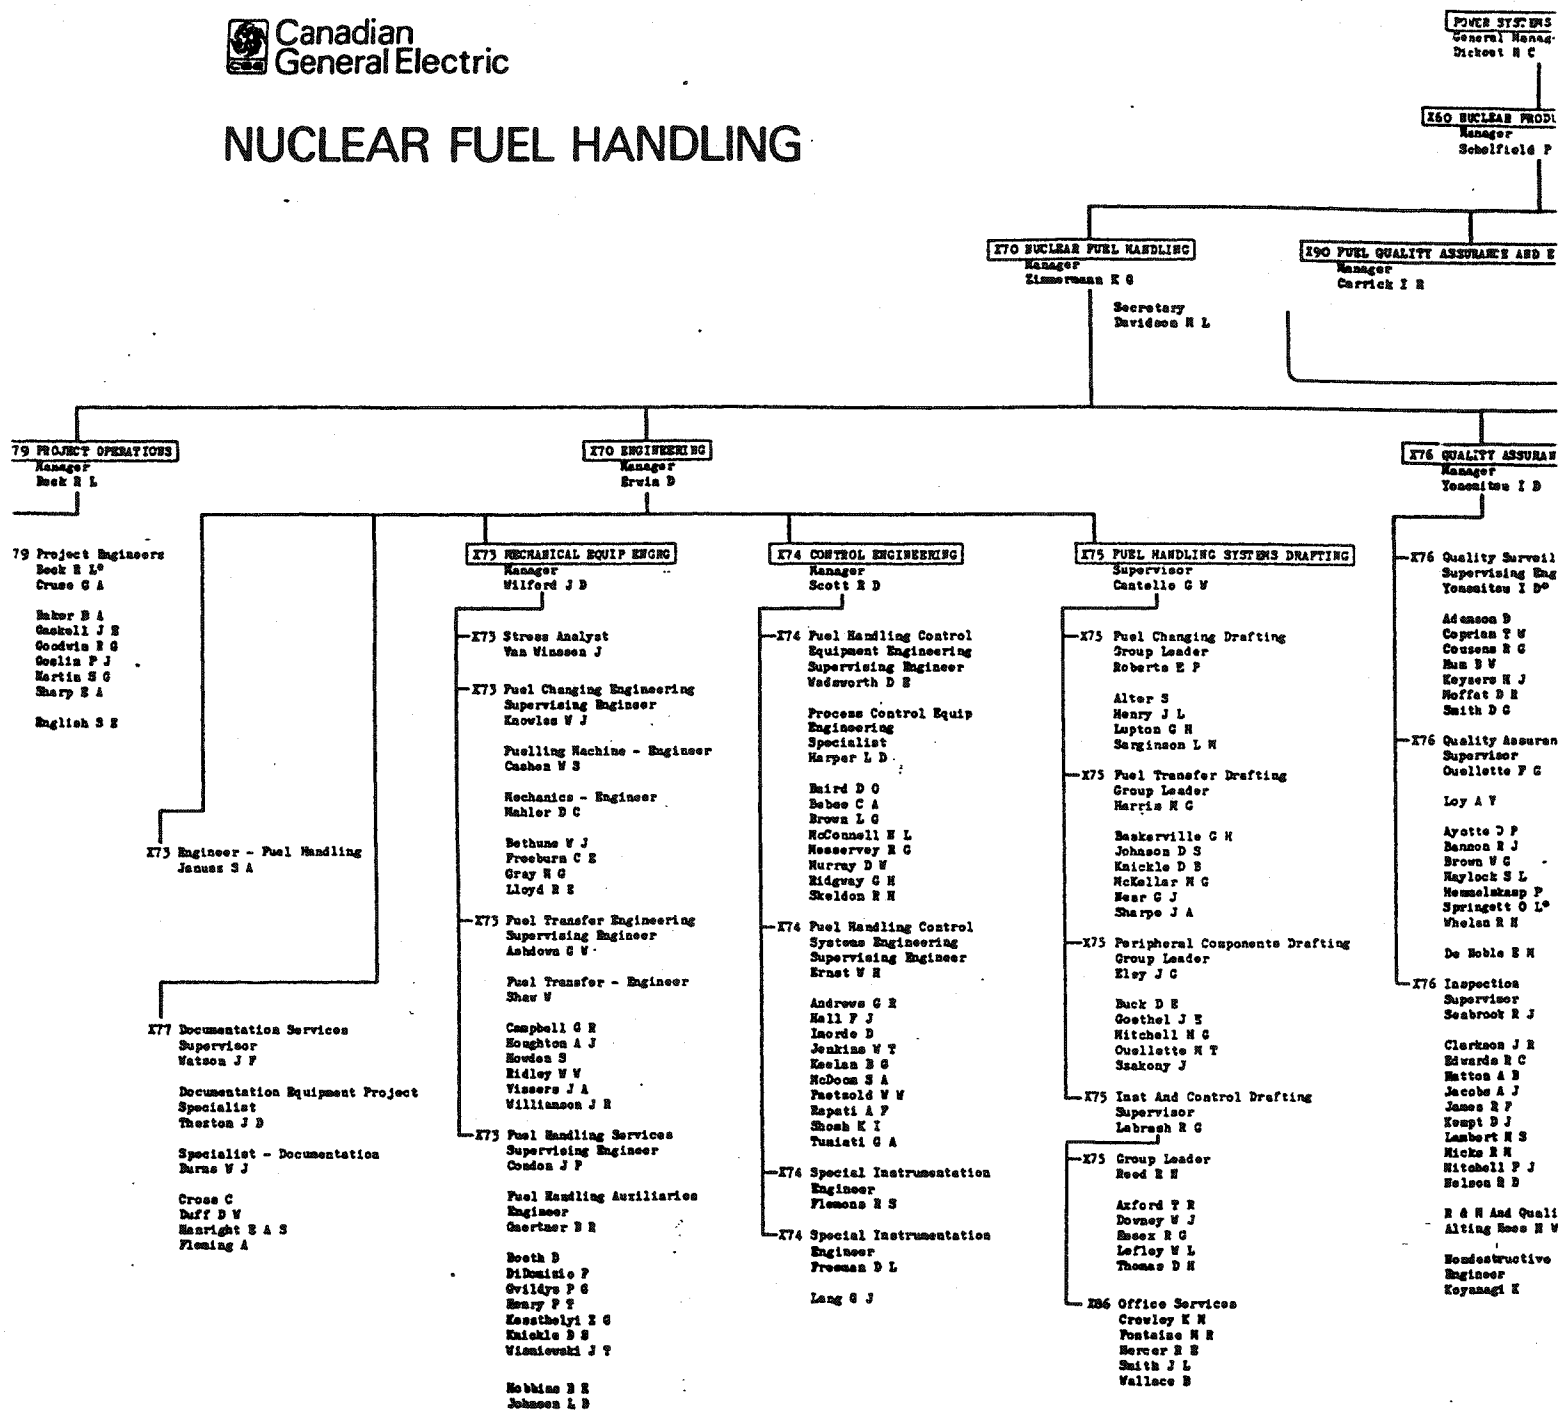 Canadian
General Electric
NUCLEAR FUEL HANDLING
POWER SYSTEMS
General Manag
X60 NUCLEAR PRODU
Manager
Scholfield P
X70 NUCLEAR FUEL HANDLING
Manager
Zimmermann K G
Secretary
Davidson M L
X90 FUEL QUALITY ASSURANCE AND E
Manager
Carrick I R
79 PROJECT OPERATIONS
Manager
Beek R L
X70 ENGINEERING
Manager
Erwin D
X76 QUALITY ASSURAN
Manager
Yonemitsu I D
79 Project Engineers
Beek R L*
Cruse G A
Baker B A
Gaskell J E
Goodwin R G
Goslin P J
Martin S G
Sharp E A
English S E
X73 Engineer - Fuel Handling
Janusz S A
X77 Documentation Services
Supervisor
Watson J F
Documentation Equipment Project
Specialist
Theston J D
Specialist - Documentation
Burns W J
Cross C
Duff D W
Hanright E A S
Fleming A
X73 MECHANICAL EQUIP ENGRG
Manager
Wilford J D
X73 Stress Analyst
Van Winssen J
X73 Fuel Changing Engineering
Supervising Engineer
Knowles W J
Fuelling Machine - Engineer
Cashen W S
Mechanics - Engineer
Mahler D C
Bethune W J
Freeburn C E
Gray M G
Lloyd R E
X73 Fuel Transfer Engineering
Supervising Engineer
Ashdown G W
Fuel Transfer - Engineer
Shaw W
Campbell G R
Houghton A J
Howden S
Ridley W W
Vissers J A
Williamson J R
X73 Fuel Handling Services
Supervising Engineer
Condon J P
Fuel Handling Auxiliaries
Engineer
Gaertner B R
Booth D
DiDominzio P
Gvildys P G
Henry P T
Keszthelyi Z G
Knickle D S
Wisniewski J T
Robbins B E
Johnson L D
X74 CONTROL ENGINEERING
Manager
Scott R D
X74 Fuel Handling Control
Equipment Engineering
Supervising Engineer
Wadsworth D E
Process Control Equip
Engineering
Specialist
Harper L D
Baird D O
Bebee C A
Brown L G
McConnell E L
Messervey R G
Murray D W
Ridgway G H
Skeldon R H
X74 Fuel Handling Control
Systems Engineering
Supervising Engineer
Ernst W H
Andrews G R
Hall F J
Inorde D
Jenkins W T
Keelan B G
McDoom S A
Paetzold W W
Rapati A F
Shosh K I
Tuniati G A
X74 Special Instrumentation
Engineer
Flemons R S
X74 Special Instrumentation
Engineer
Freeman D L
Lang G J
X75 FUEL HANDLING SYSTEMS DRAFTING
Supervisor
Cantello G W
X75 Fuel Changing Drafting
Group Leader
Roberts E P
Alter S
Henry J L
Lupton G H
Sarginson L M
X75 Fuel Transfer Drafting
Group Leader
Harris M G
Baskerville G H
Johnson D S
Knickle D B
McKellar M G
Near G J
Sharpe J A
X75 Peripheral Components Drafting
Group Leader
Eley J G
Buck D E
Goethel J E
Mitchell M G
Ouellette M T
Szakony J
X75 Inst And Control Drafting
Supervisor
Labrash R G
X75 Group Leader
Reed R H
Axford T R
Downey W J
Essex R G
Lefley W L
Thomas D H
X86 Office Services
Crowley K M
Fontaine M R
Mercer R E
Smith J L
Wallace B
X76 Quality Surveil
Supervising Eng
Yonemitsu I D*
Adamson D
Coprian T W
Cousens R G
Hum B W
Keysers H J
Moffat D R
Smith D G
X76 Quality Assuran
Supervisor
Ouellette F G
Loy A V
Ayotte D P
Bannon R J
Brown W G
Haylock S L
Hemmelskamp P
Springett O L*
Whelan R H
De Noble E M
X76 Inspection
Supervisor
Seabrook R J
Clarkson J R
Edwards R C
Hatton A B
Jacobs A J
James R F
Kempt D J
Lambert M S
Micks R M
Mitchell P J
Nelson R D
R & M And Quali
Alting Mees H W
Nondestructive
Engineer
Koyanagi K